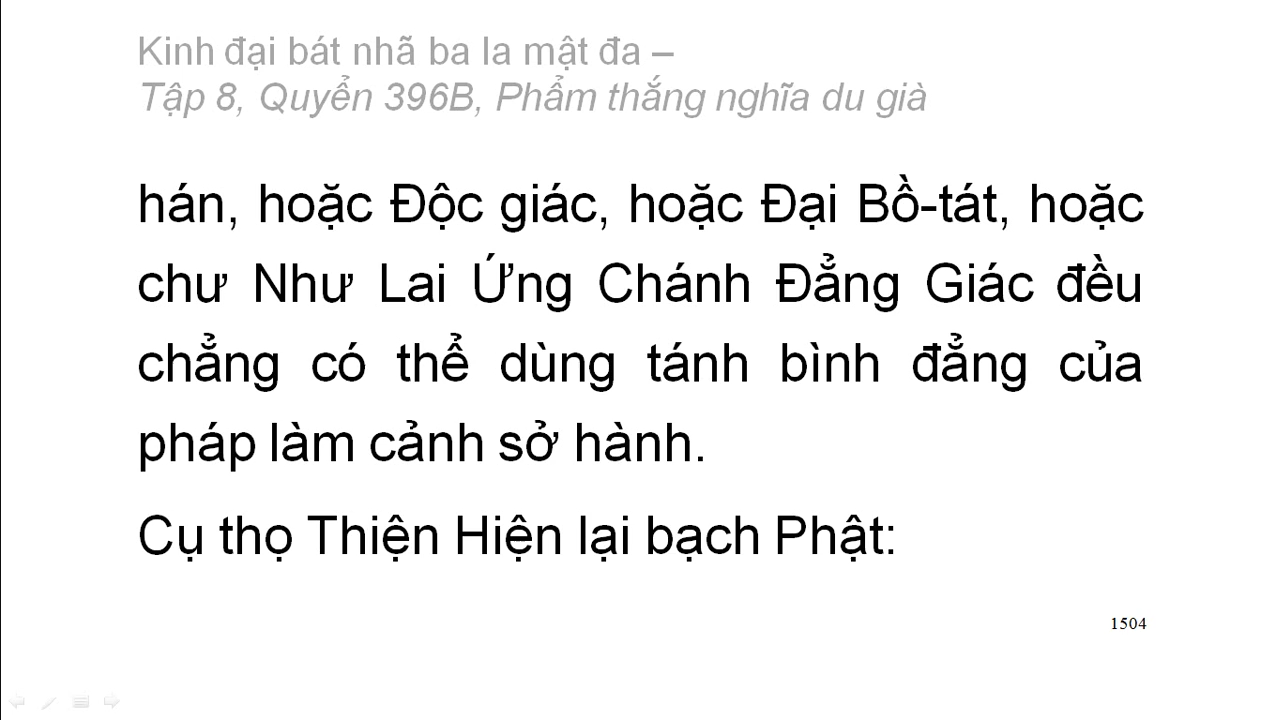 Kinh đại bát nhã ba la mật đa –
Tập 8, Quyển 396B, Phẩm thắng nghĩa du già
hán, hoặc Độc giác, hoặc Đại Bồ-tát, hoặc
chư Như Lai Ứng Chánh Đẳng Giác đều
chẳng có thể dùng tánh bình đẳng của
pháp làm cảnh sở hành.
Cụ thọ Thiện Hiện lại bạch Phật:
1504